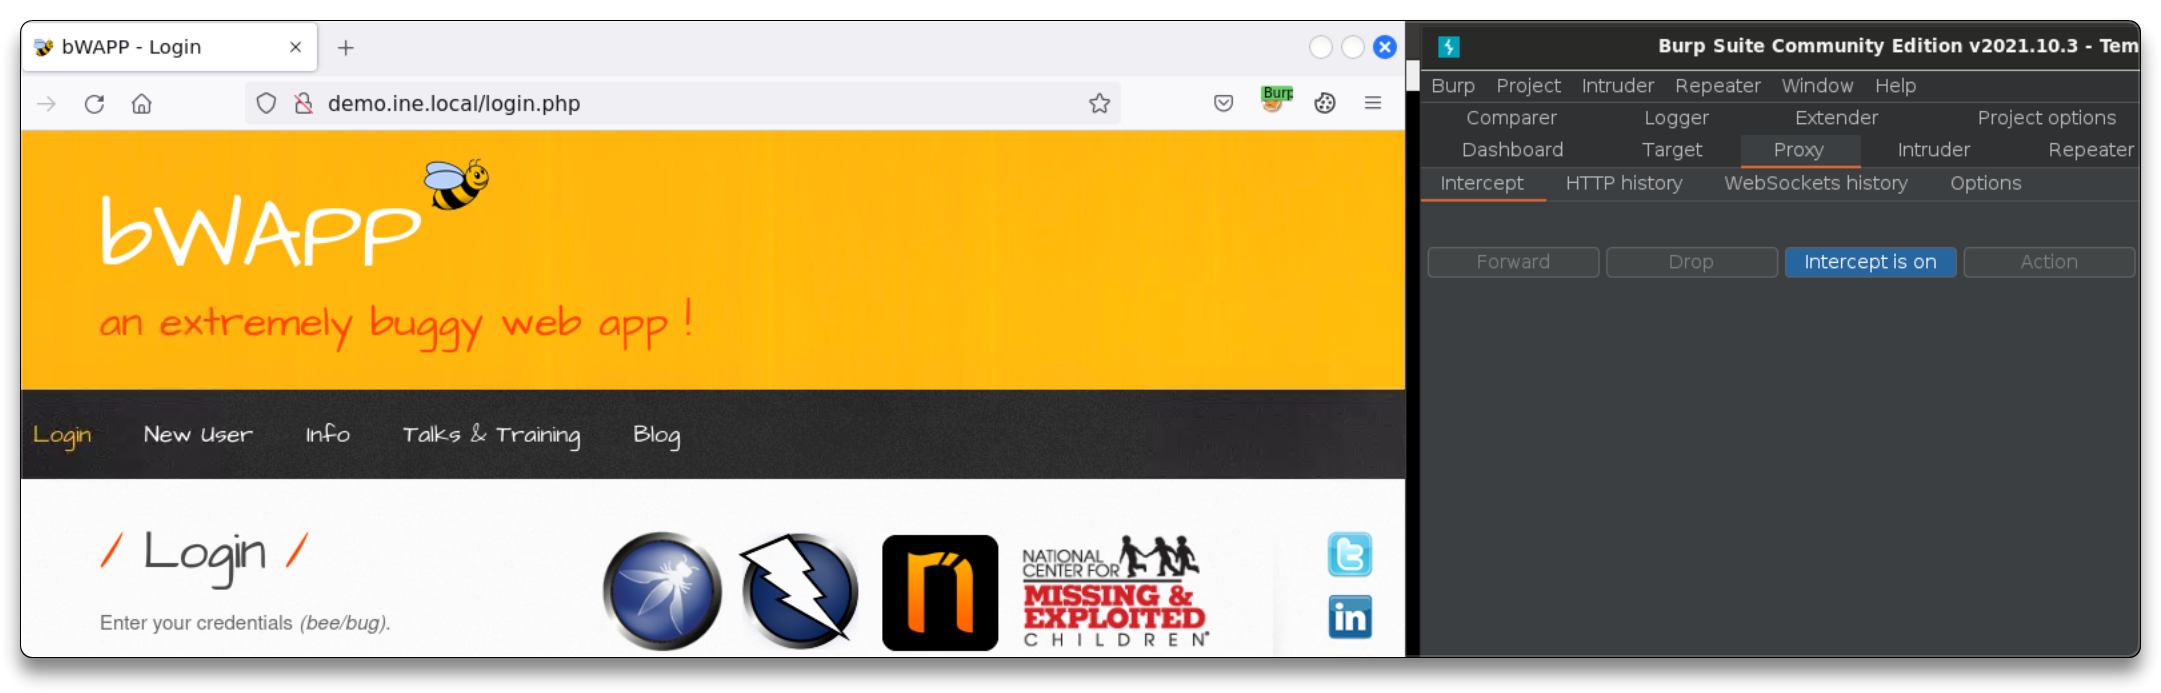 bWAPP - Login
demo.ine.local/login.php
Burp
bWAPP
an extremely buggy web app !
Login New User Info Talks & Training Blog
/ Login /
Enter your credentials (bee/bug).
NATIONAL
CENTER FOR
MISSING &
EXPLOITED
CHILDREN
Burp Suite Community Edition v2021.10.3 - Tem
Burp Project Intruder Repeater Window Help
Comparer Logger Extender Project options
Dashboard Target Proxy Intruder Repeater
Intercept HTTP history WebSockets history Options
Forward Drop Intercept is on Action